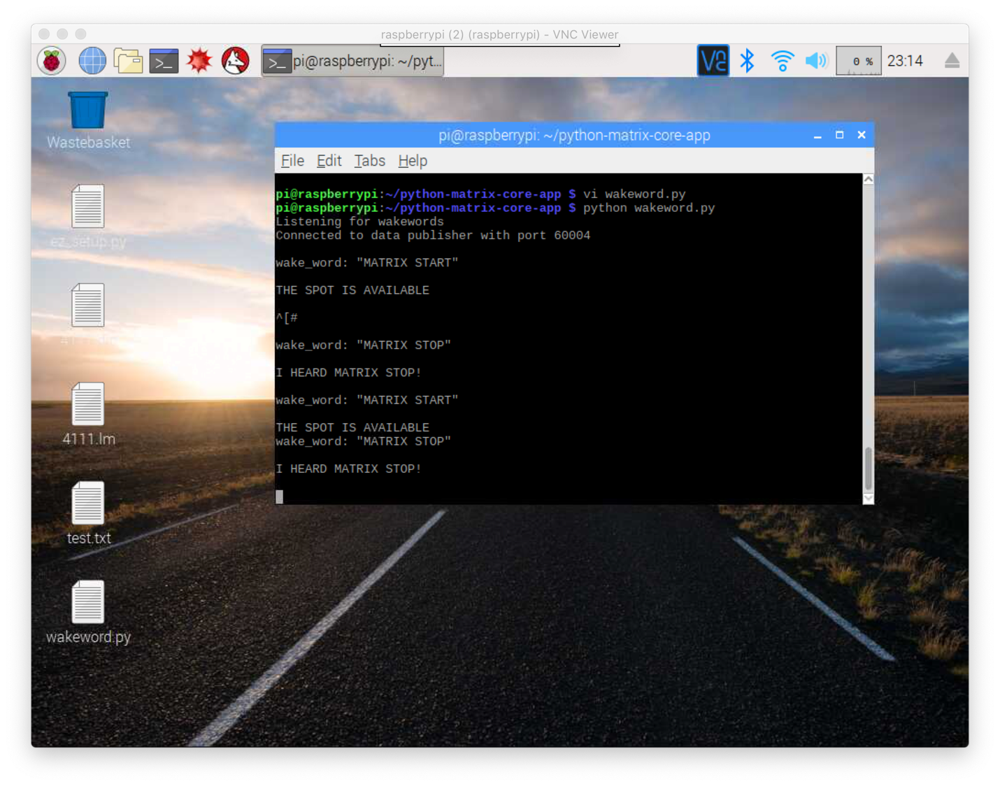 raspberrypi (2) (raspberrypi) - VNC Viewer
pi@raspberrypi: ~/pyt...
0 %
23:14
Wastebasket
ez_setup.py
4111.lm
test.txt
wakeword.py
pi@raspberrypi: ~/python-matrix-core-app
File Edit Tabs Help
pi@raspberrypi:~/python-matrix-core-app $ vi wakeword.py
pi@raspberrypi:~/python-matrix-core-app $ python wakeword.py
Listening for wakewords
Connected to data publisher with port 60004
wake_word: "MATRIX START"
THE SPOT IS AVAILABLE
^[#
wake_word: "MATRIX STOP"
I HEARD MATRIX STOP!
wake_word: "MATRIX START"
THE SPOT IS AVAILABLE
wake_word: "MATRIX STOP"
I HEARD MATRIX STOP!